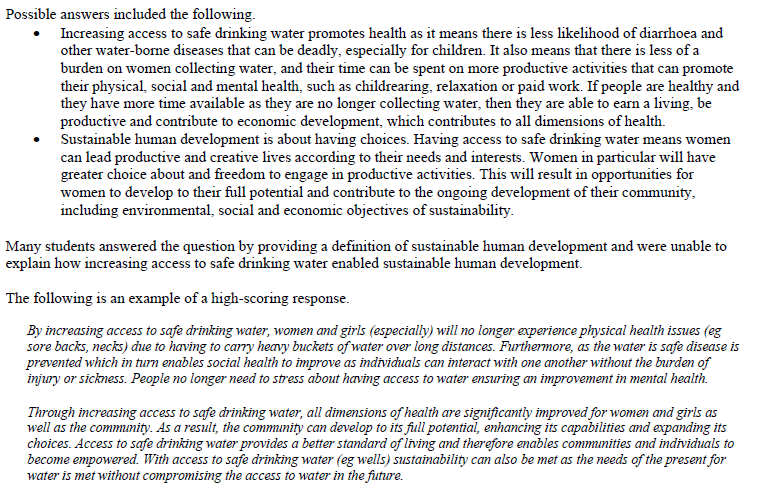 Possible answers included the following.
• Increasing access to safe drinking water promotes health as it means there is less likelihood of diarrhoea and
other water-borne diseases that can be deadly, especially for children. It also means that there is less of a
burden on women collecting water, and their time can be spent on more productive activities that can promote
their physical, social and mental health, such as childrearing, relaxation or paid work. If people are healthy and
they have more time available as they are no longer collecting water, then they are able to earn a living, be
productive and contribute to economic development, which contributes to all dimensions of health.
• Sustainable human development is about having choices. Having access to safe drinking water means women
can lead productive and creative lives according to their needs and interests. Women in particular will have
greater choice about and freedom to engage in productive activities. This will result in opportunities for
women to develop to their full potential and contribute to the ongoing development of their community,
including environmental, social and economic objectives of sustainability.
Many students answered the question by providing a definition of sustainable human development and were unable to
explain how increasing access to safe drinking water enabled sustainable human development.
The following is an example of a high-scoring response.
By increasing access to safe drinking water, women and girls (especially) will no longer experience physical health issues (eg
sore backs, necks) due to having to carry heavy buckets of water over long distances. Furthermore, as the water is safe disease is
prevented which in turn enables social health to improve as individuals can interact with one another without the burden of
injury or sickness. People no longer need to stress about having access to water ensuring an improvement in mental health.
Through increasing access to safe drinking water, all dimensions of health are significantly improved for women and girls as
well as the community. As a result, the community can develop to its full potential, enhancing its capabilities and expanding its
choices. Access to safe drinking water provides a better standard of living and therefore enables communities and individuals to
become empowered. With access to safe drinking water (eg wells) sustainability can also be met as the needs of the present for
water is met without compromising the access to water in the future.